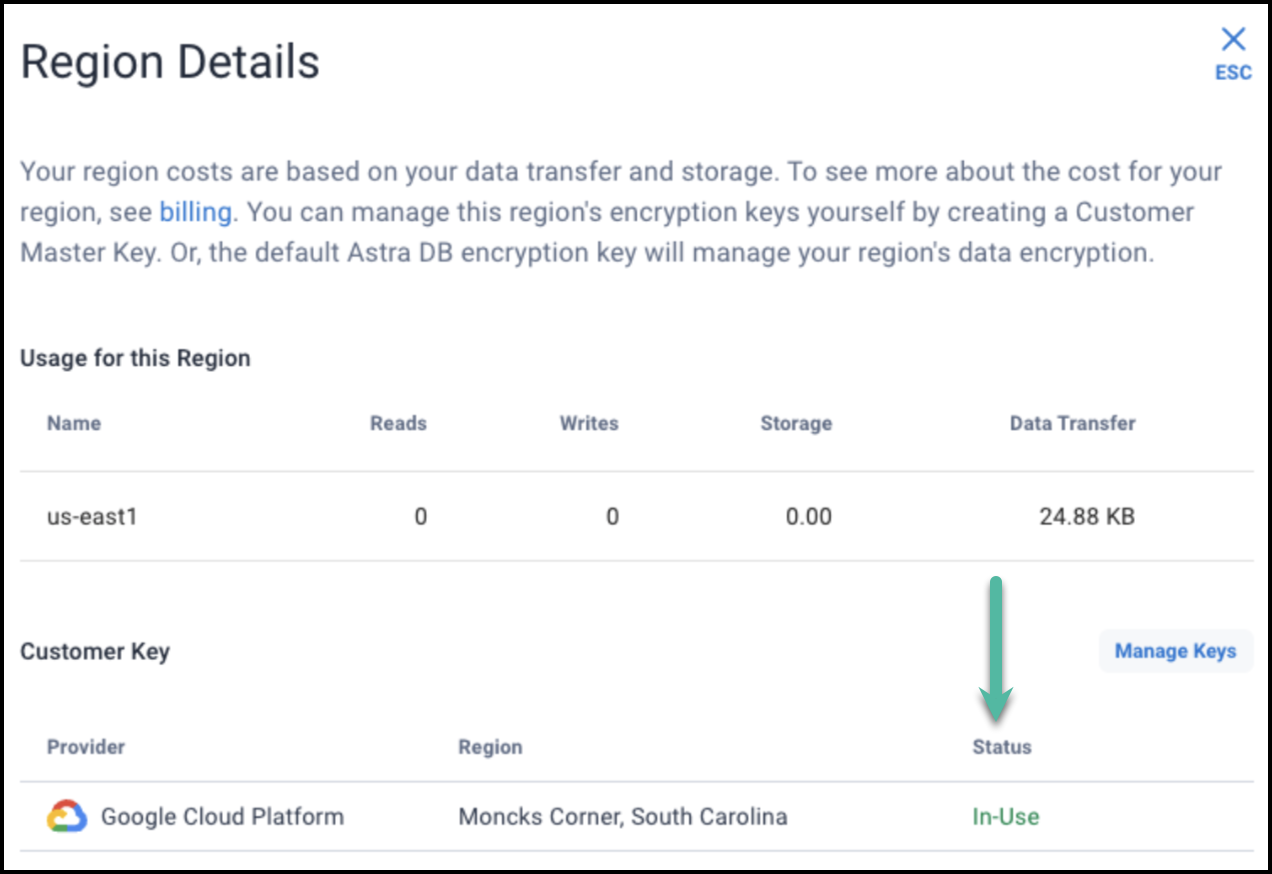 Region Details
ESC
Your region costs are based on your data transfer and storage. To see more about the cost for your
region, see billing. You can manage this region's encryption keys yourself by creating a Customer
Master Key. Or, the default Astra DB encryption key will manage your region's data encryption.
Usage for this Region
Name Reads Writes Storage Data Transfer
us-east1 0 0 0.00 24.88 KB
Customer Key Manage Keys
Provider Region Status
Google Cloud Platform Moncks Corner, South Carolina In-Use